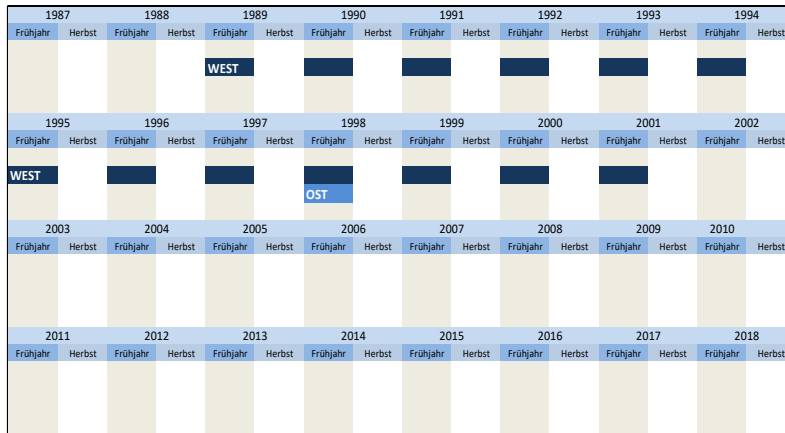 1987 1988 1989 1990 1991 1992 1993 1994
Frühjahr Herbst Frühjahr Herbst Frühjahr Herbst Frühjahr Herbst Frühjahr Herbst Frühjahr Herbst Frühjahr Herbst Frühjahr Herbst
WEST
1995 1996 1997 1998 1999 2000 2001 2002
Frühjahr Herbst Frühjahr Herbst Frühjahr Herbst Frühjahr Herbst Frühjahr Herbst Frühjahr Herbst Frühjahr Herbst Frühjahr Herbst
WEST
OST
2003 2004 2005 2006 2007 2008 2009 2010
Frühjahr Herbst Frühjahr Herbst Frühjahr Herbst Frühjahr Herbst Frühjahr Herbst Frühjahr Herbst Frühjahr Herbst Frühjahr Herbst
2011 2012 2013 2014 2015 2016 2017 2018
Frühjahr Herbst Frühjahr Herbst Frühjahr Herbst Frühjahr Herbst Frühjahr Herbst Frühjahr Herbst Frühjahr Herbst Frühjahr Herbst